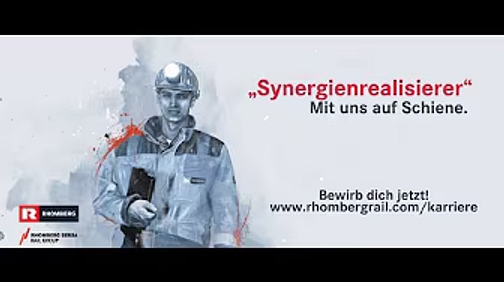 „Synergienrealisierer“
Mit uns auf Schiene.
Bewirb dich jetzt!
www.rhombergrail.com/karriere
R RHOMBERG
RHOMBERG SERSA
RAIL GROUP